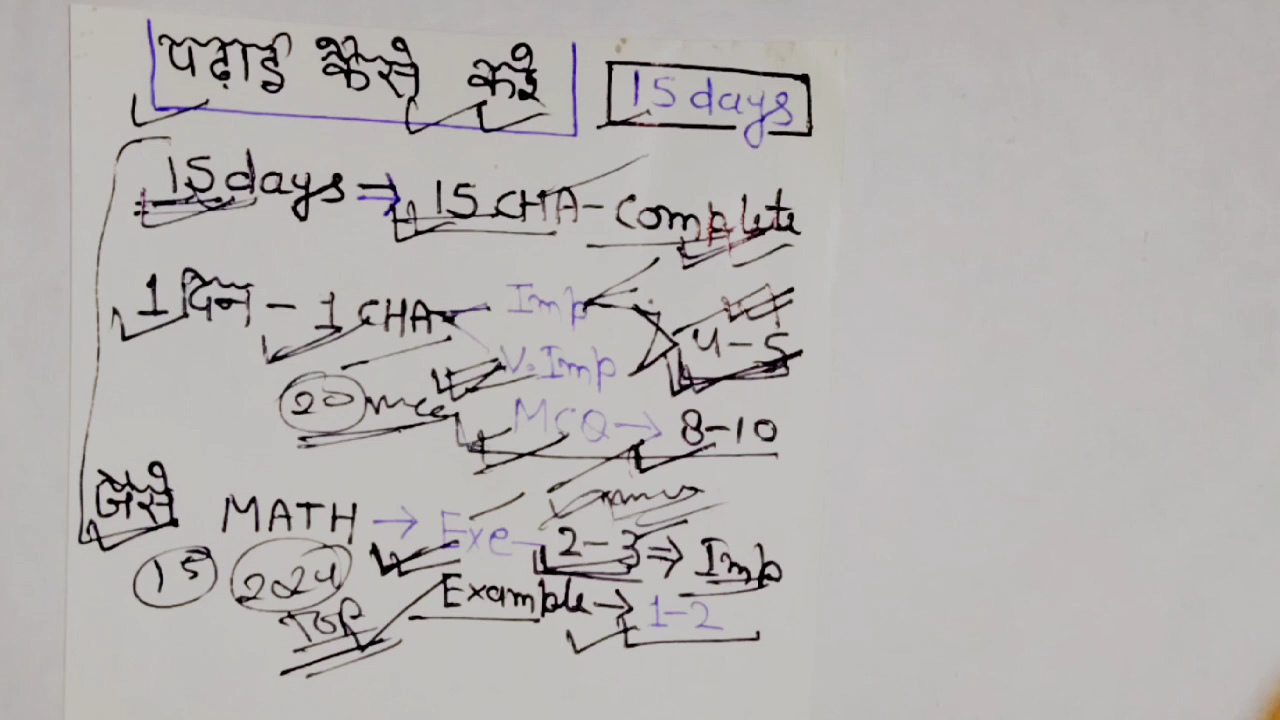 पढ़ाई कैसे करे
15 days
15 days ⇒ 15 CHA - Complete
1 दिन - 1 CHA
Imp
V. Imp
4 - 5
20 mcq
MCQ → 8-10
जैसे MATH → Exe - 2-3 ⇒ Imp
15
Example → 1-2
TOP